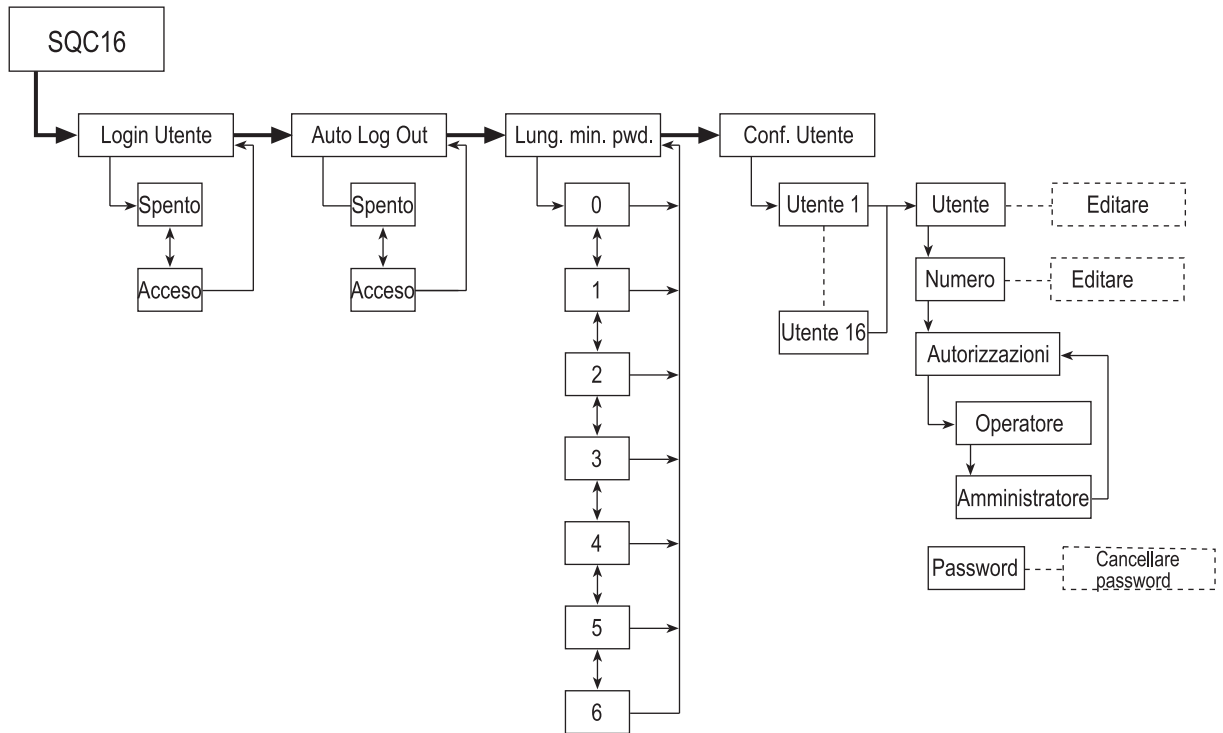 SQC16
Login Utente
Auto Log Out
Lung. min. pwd.
Conf. Utente
Spento
Acceso
Spento
Acceso
0
1
2
3
4
5
6
Utente 1
Utente 16
Utente
Editare
Numero
Editare
Autorizzazioni
Operatore
Amministratore
Password
Cancellare
password